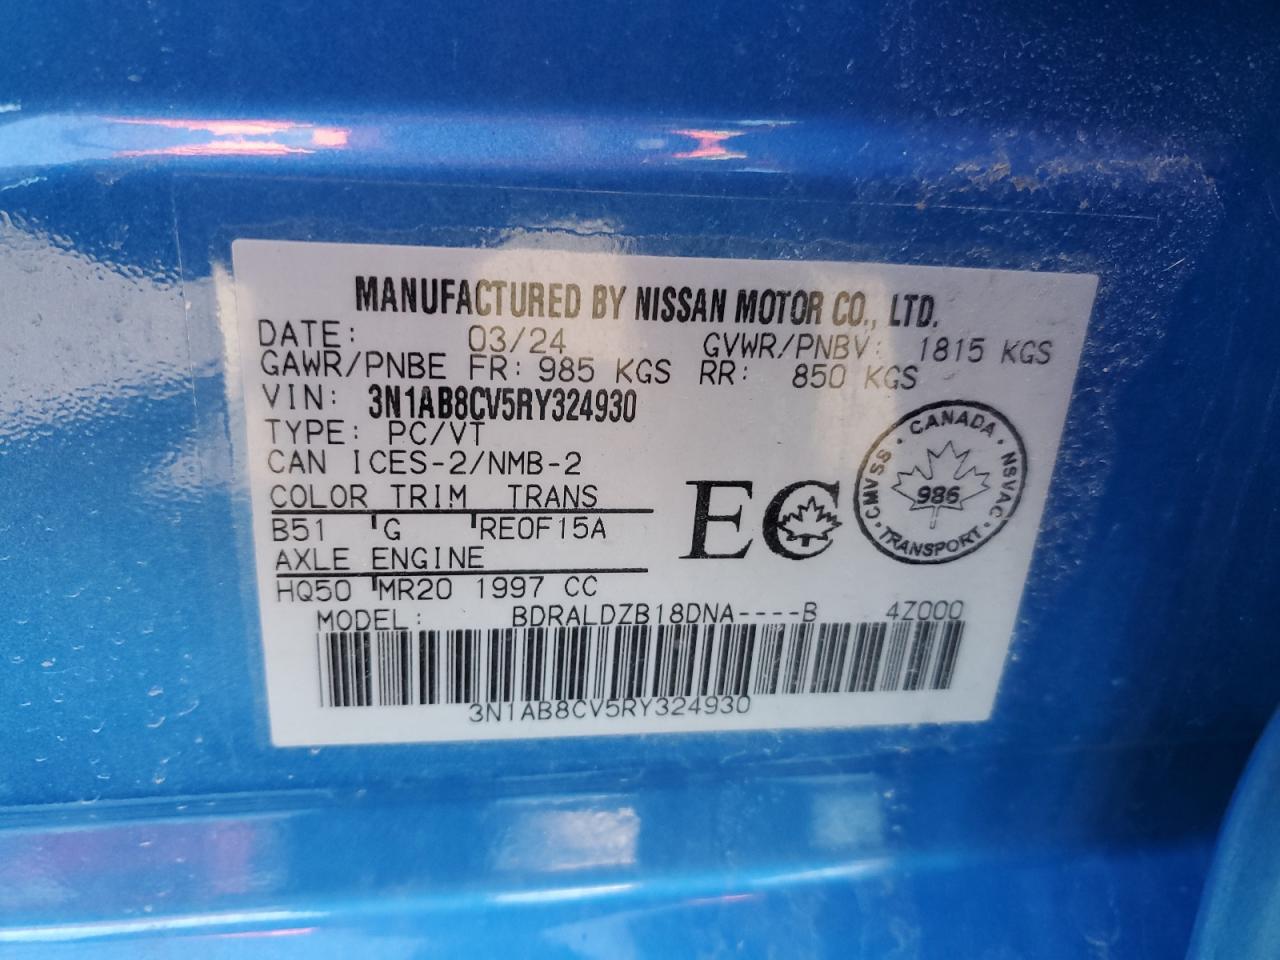 MANUFACTURED BY NISSAN MOTOR CO., LTD.
DATE: 03/24 GVWR/PNBV: 1815 KGS
GAWR/PNBE FR: 985 KGS RR: 850 KGS
VIN: 3N1AB8CV5RY324930
TYPE: PC/VT
CAN ICES-2/NMB-2
COLOR TRIM TRANS
B51 G RE0F15A
AXLE ENGINE
HQ50 MR20 1997 CC
EC
CANADA
CMVSS · NSVAC
986
TRANSPORT
MODEL: BDRALDZB18DNA----B 4Z000
3N1AB8CV5RY324930